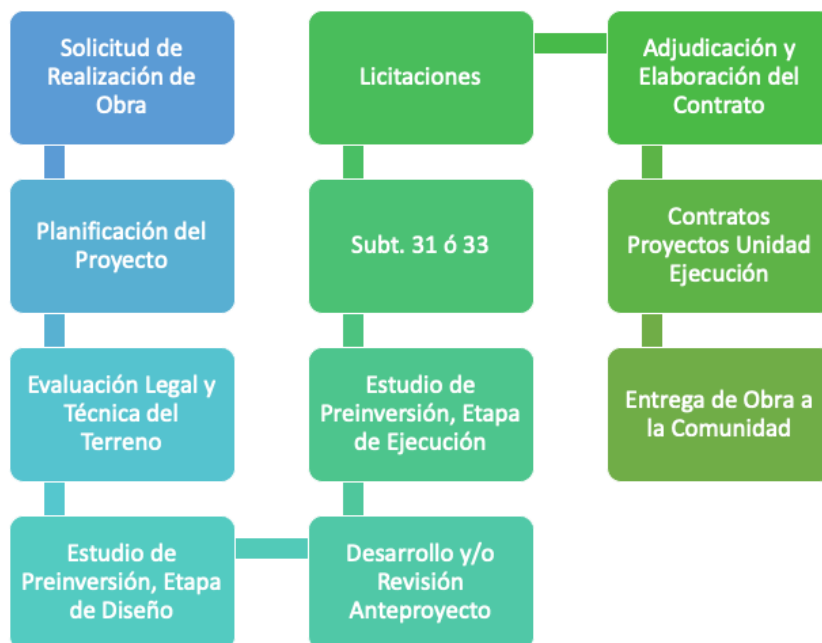 Solicitud de
Realización de
Obra
Planificación del
Proyecto
Evaluación Legal y
Técnica del
Terreno
Estudio de
Preinversión, Etapa
de Diseño
Desarrollo y/o
Revisión
Anteproyecto
Estudio de
Preinversión, Etapa
de Ejecución
Subt. 31 ó 33
Licitaciones
Adjudicación y
Elaboración del
Contrato
Contratos
Proyectos Unidad
Ejecución
Entrega de Obra a
la Comunidad